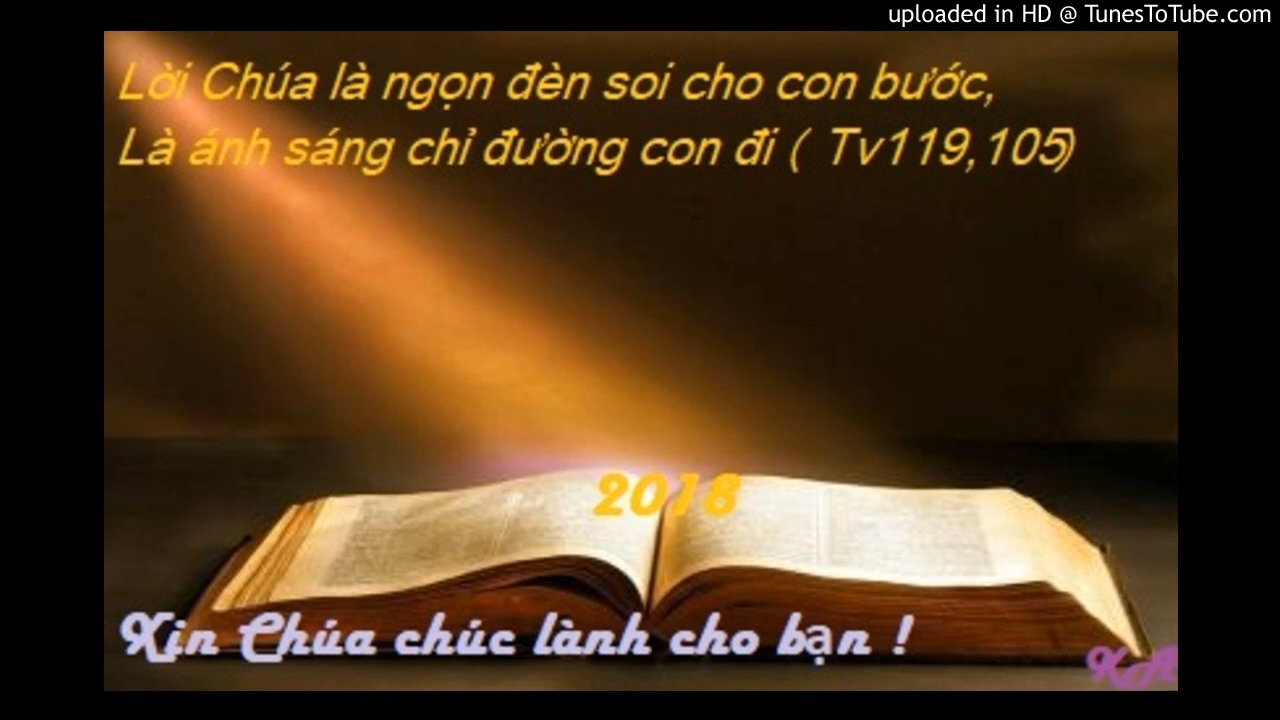 uploaded in HD @ TunesToTube.com
Lời Chúa là ngọn đèn soi cho con bước,
Là ánh sáng chỉ đường con đi ( Tv119,105)
2018
Xin Chúa chúc lành cho bạn !
KA